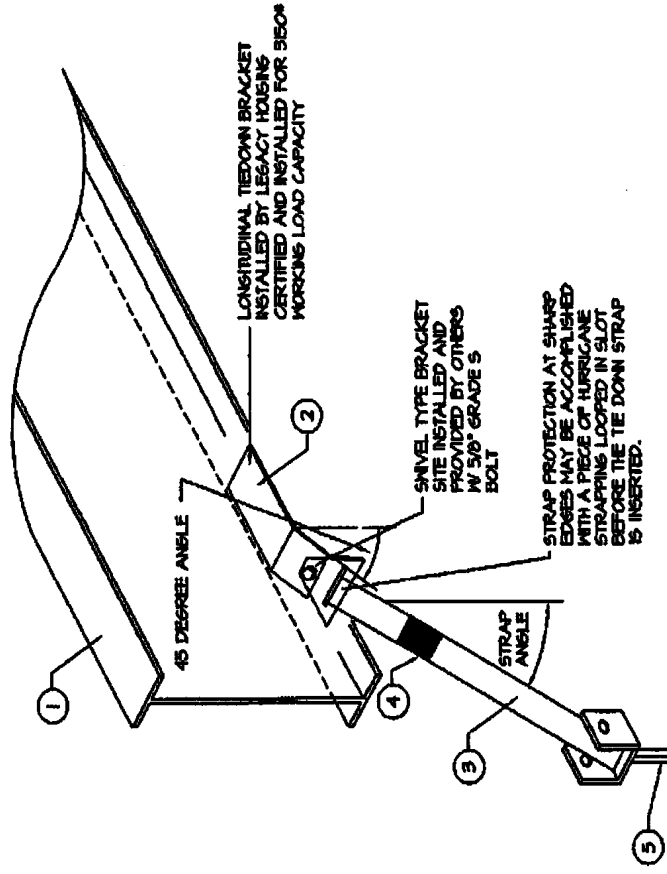 LONGITUDINAL TIEDOWN BRACKET
INSTALLED BY LEGACY HOUSING
CERTIFIED AND INSTALLED FOR 3150#
WORKING LOAD CAPACITY
1
45 DEGREE ANGLE
2
SWIVEL TYPE BRACKET
SITE INSTALLED AND
PROVIDED BY OTHERS
W/ 5/8" GRADE 5
BOLT
4
STRAP
ANGLE
3
STRAP PROTECTION AT SHARP
EDGES MAY BE ACCOMPLISHED
WITH A PIECE OF HURRICANE
STRAPPING LOOPED IN SLOT
BEFORE THE TIE DOWN STRAP
IS INSERTED.
5